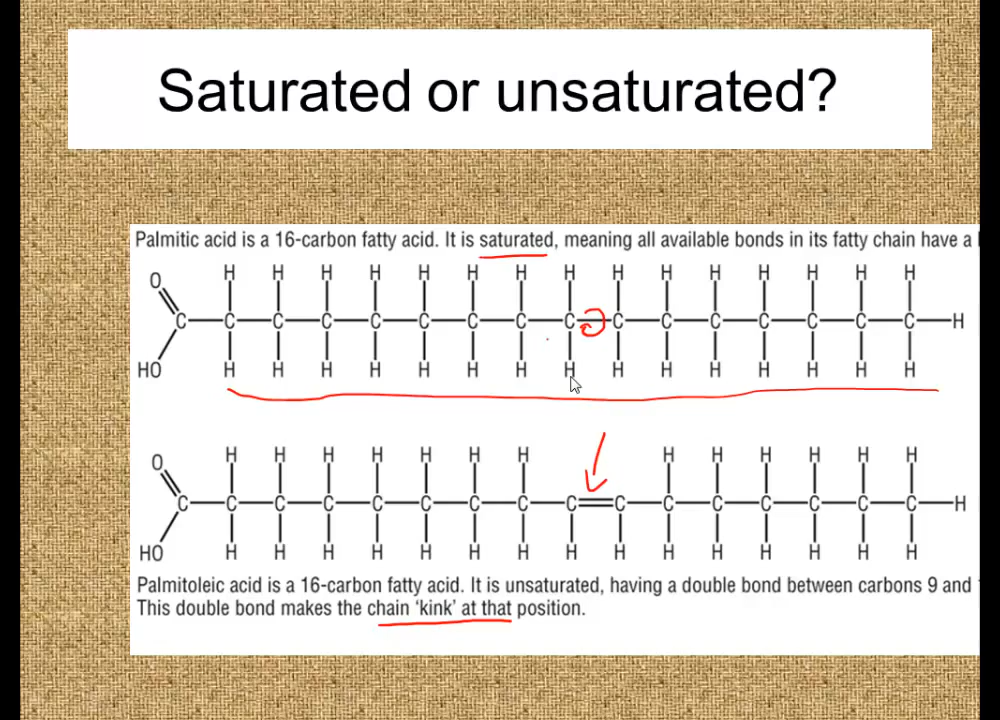 Saturated or unsaturated?
Palmitic acid is a 16-carbon fatty acid. It is saturated, meaning all available bonds in its fatty chain have a
O H H H H H H H H H H H H H H H
C C C C C C C C C C C C C C C C H
HO H H H H H H H H H H H H H H H
O H H H H H H H H H H H H H
C C C C C C C C C C C C C C C C H
HO H H H H H H H H H H H H H H H
Palmitoleic acid is a 16-carbon fatty acid. It is unsaturated, having a double bond between carbons 9 and
This double bond makes the chain ‘kink’ at that position.